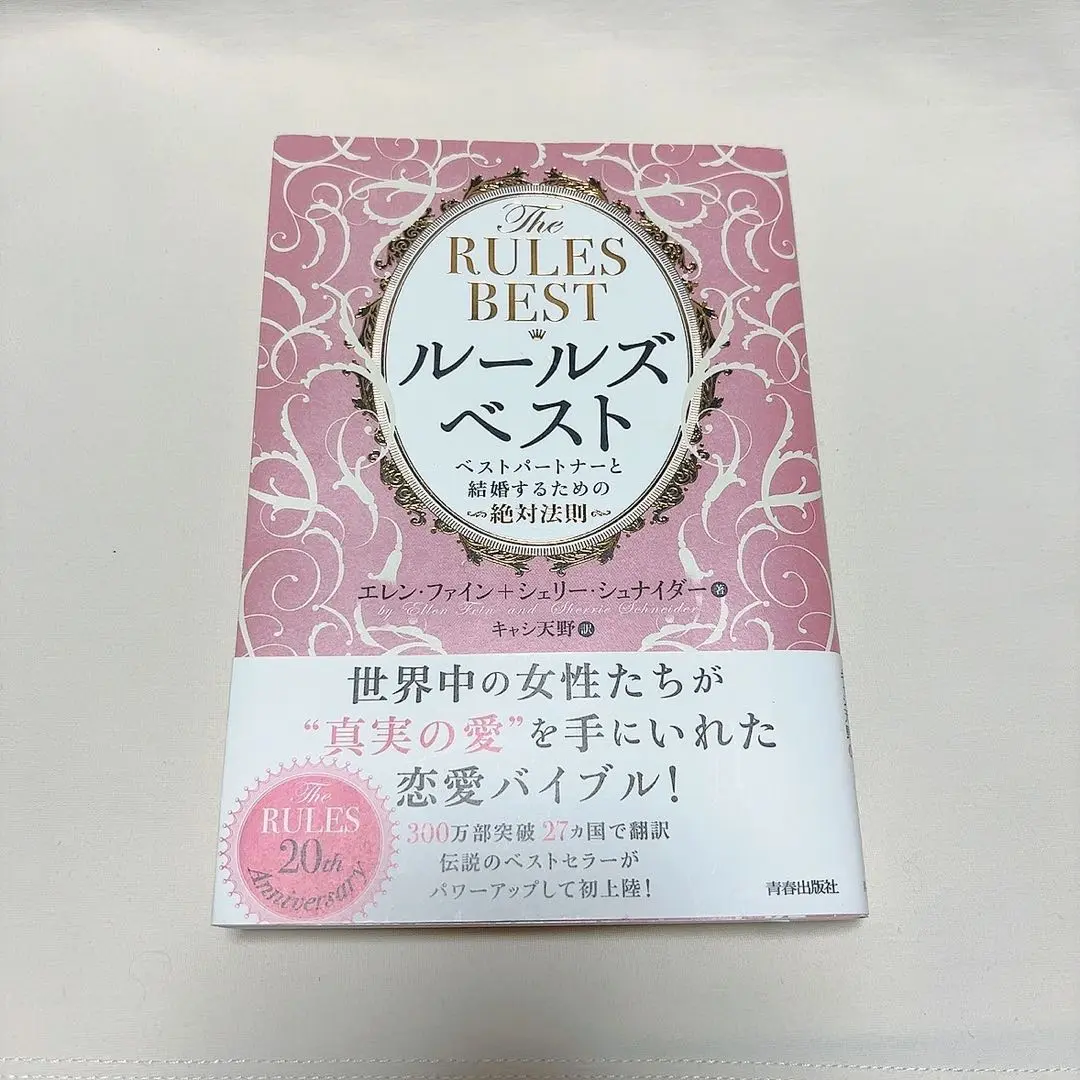 The
RULES
BEST
ルールズ
ベスト
ベストパートナーと
結婚するための
絶対法則
エレン・ファイン+シェリー・シュナイダー 著
by Ellen Fein and Sherrie Schneider
キャシ天野 訳
世界中の女性たちが
“真実の愛”を手にいれた
恋愛バイブル!
300万部突破 27ヵ国で翻訳
伝説のベストセラーが
パワーアップして初上陸!
The
RULES
20th
Anniversary
青春出版社